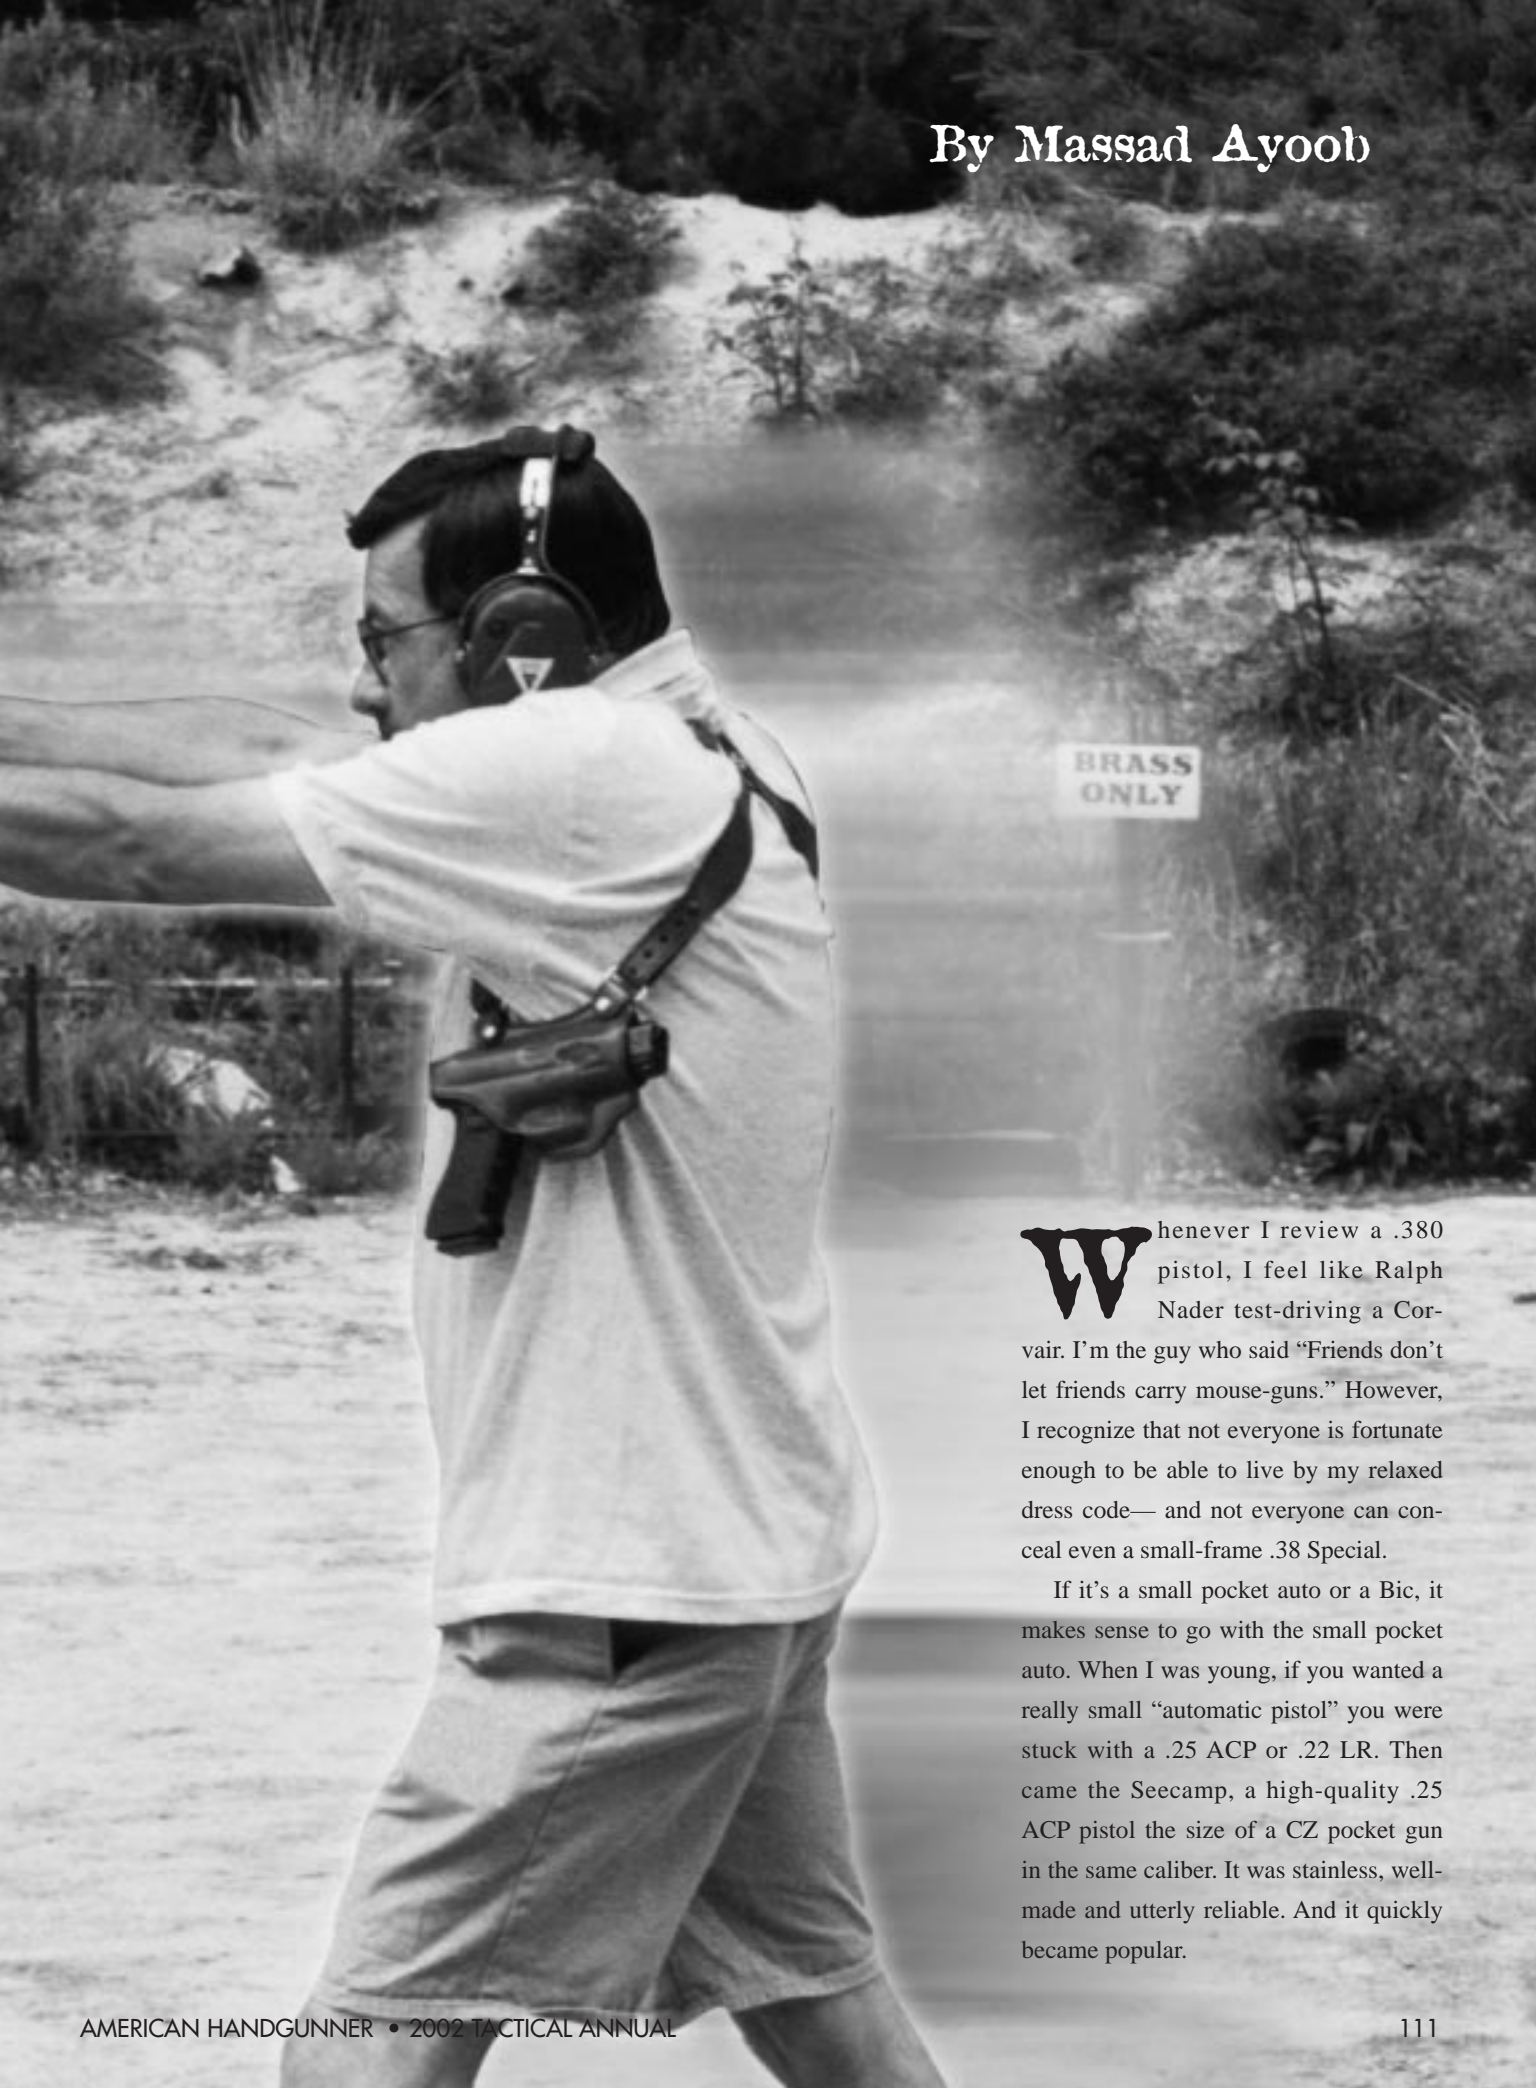 By Massad Ayoob
BRASS
ONLY
Whenever I review a .380
pistol, I feel like Ralph
Nader test-driving a Cor-
vair. I’m the guy who said “Friends don’t
let friends carry mouse-guns.” However,
I recognize that not everyone is fortunate
enough to be able to live by my relaxed
dress code— and not everyone can con-
ceal even a small-frame .38 Special.
If it’s a small pocket auto or a Bic, it
makes sense to go with the small pocket
auto. When I was young, if you wanted a
really small “automatic pistol” you were
stuck with a .25 ACP or .22 LR. Then
came the Seecamp, a high-quality .25
ACP pistol the size of a CZ pocket gun
in the same caliber. It was stainless, well-
made and utterly reliable. And it quickly
became popular.
AMERICAN HANDGUNNER • 2002 TACTICAL ANNUAL 111